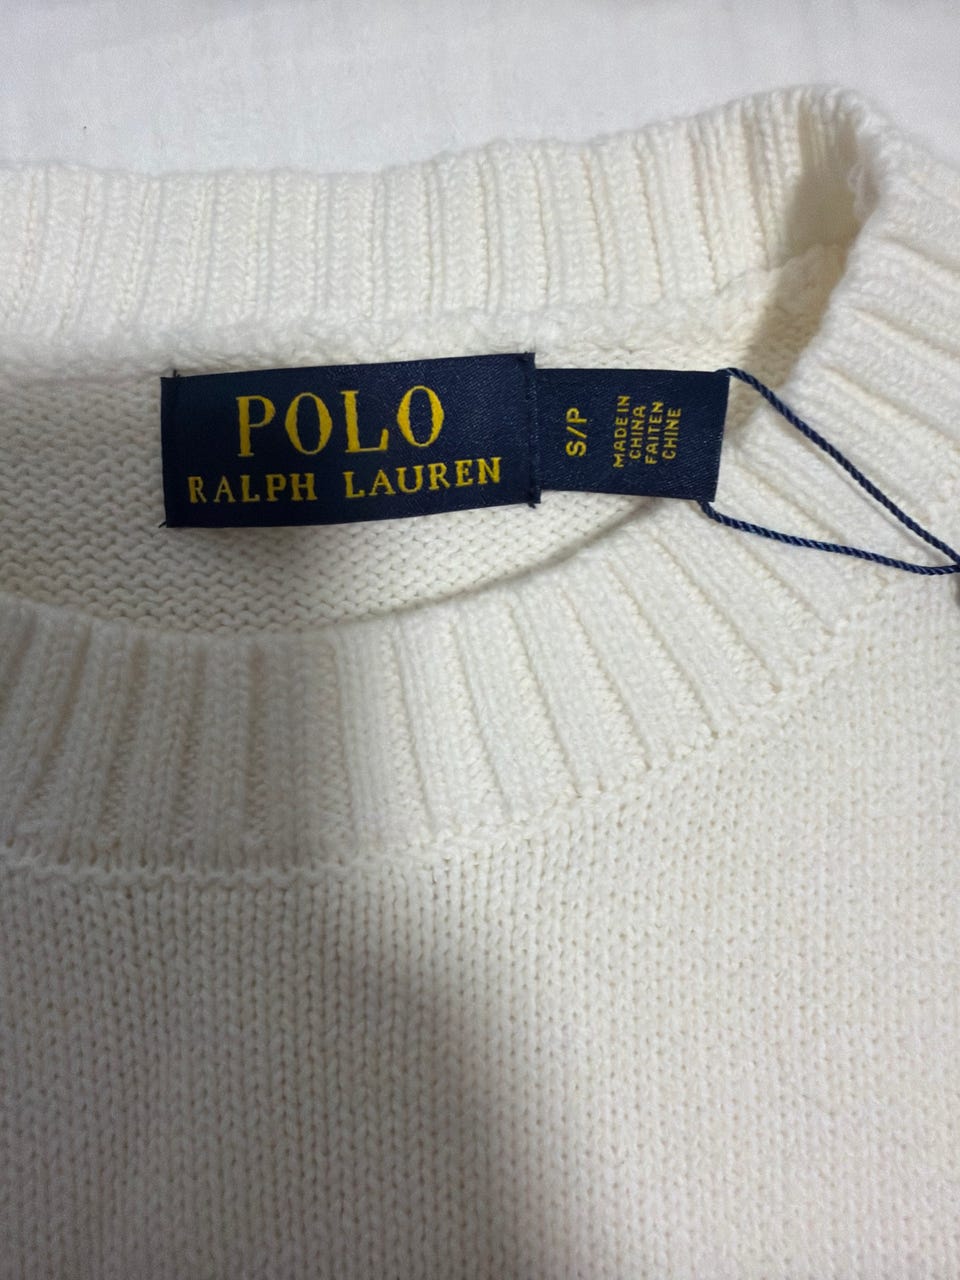 POLO
RALPH LAUREN
S/P
MADE IN
CHINA
FAIT EN
CHINE